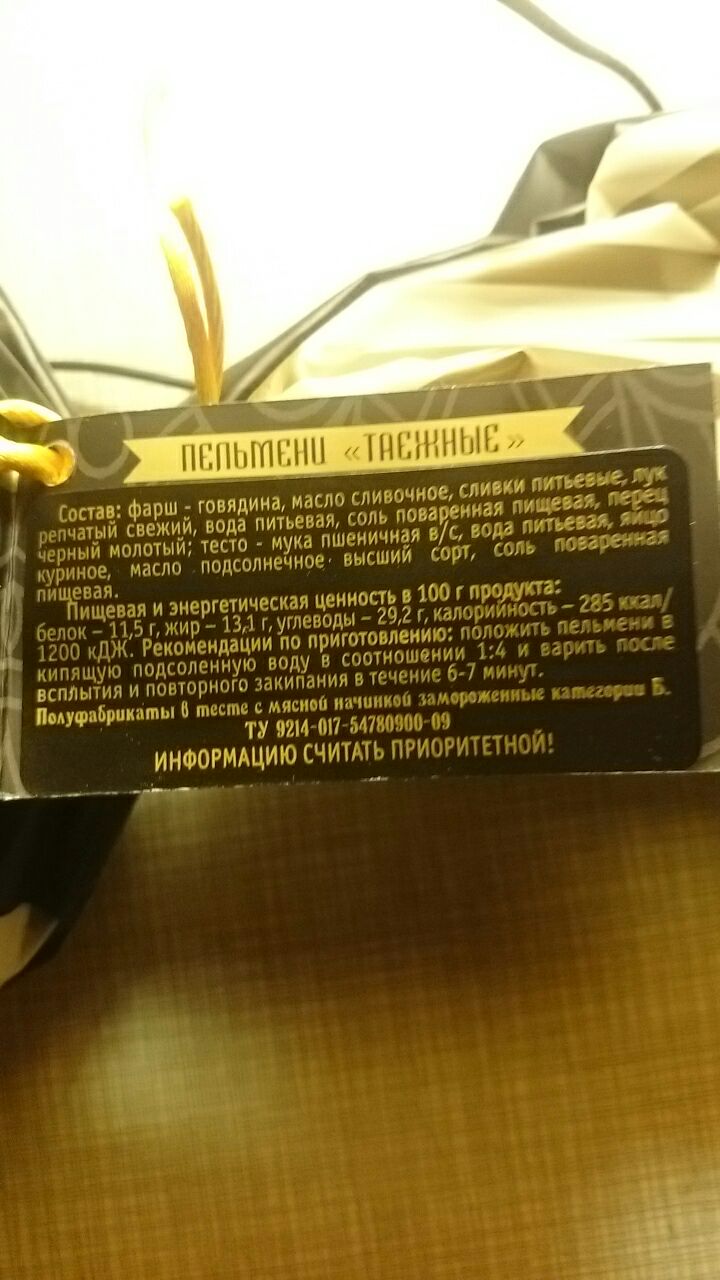 ПЕЛЬМЕНИ «ТАЕЖНЫЕ»
Состав: фарш - говядина, масло сливочное, сливки питьевые, лук
репчатый свежий, вода питьевая, соль поваренная пищевая, перец
черный молотый; тесто - мука пшеничная в/с, вода питьевая, яйцо
куриное, масло подсолнечное высший сорт, соль поваренная
пищевая.
Пищевая и энергетическая ценность в 100 г продукта:
белок – 11,5 г, жир – 13,1 г, углеводы – 29,2 г, калорийность – 285 ккал/
1200 кДЖ. Рекомендации по приготовлению: положить пельмени в
кипящую подсоленную воду в соотношении 1:4 и варить после
всплытия и повторного закипания в течение 6-7 минут.
Полуфабрикаты в тесте с мясной начинкой замороженные категории Б.
ТУ 9214-017-54780900-09
ИНФОРМАЦИЮ СЧИТАТЬ ПРИОРИТЕТНОЙ!